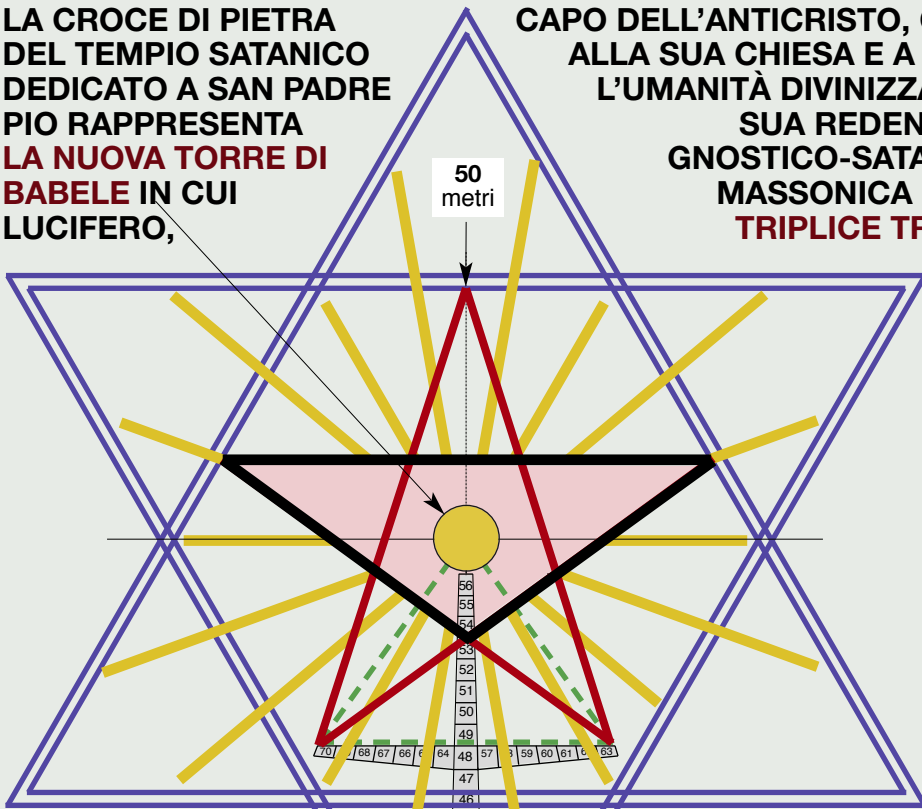 LA CROCE DI PIETRA
DEL TEMPIO SATANICO
DEDICATO A SAN PADRE
PIO RAPPRESENTA
LA NUOVA TORRE DI
BABELE IN CUI
LUCIFERO,
CAPO DELL’ANTICRISTO,
ALLA SUA CHIESA E A
L’UMANITÀ DIVINIZZA
SUA REDEN
GNOSTICO-SATA
MASSONICA
TRIPLICE TR
50
metri
56
55
54
53
52
51
50
49
70 68 67 66 64 48 57 59 60 61 63
47
46